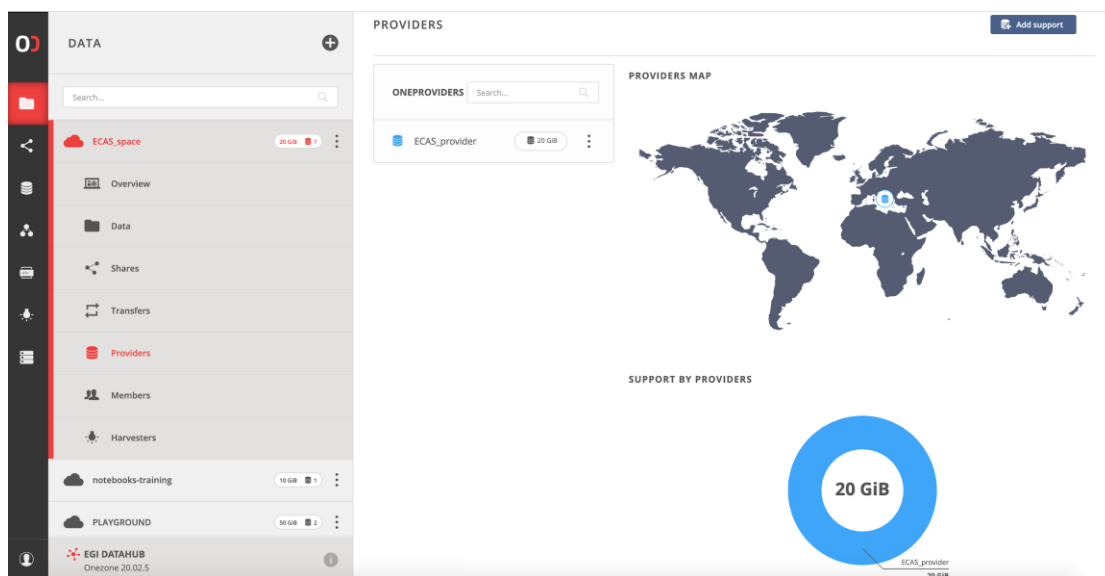 DATA
Search...
ECAS_space
20 GiB 1
Overview
Data
Shares
Transfers
Providers
Members
Harvesters
notebooks-training
10 GiB 1
PLAYGROUND
50 GiB 2
EGI DATAHUB
Onezone 20.02.5
PROVIDERS
Add support
ONEPROVIDERS Search...
ECAS_provider 20 GiB
PROVIDERS MAP
SUPPORT BY PROVIDERS
20 GiB
ECAS_provider
20 GiB